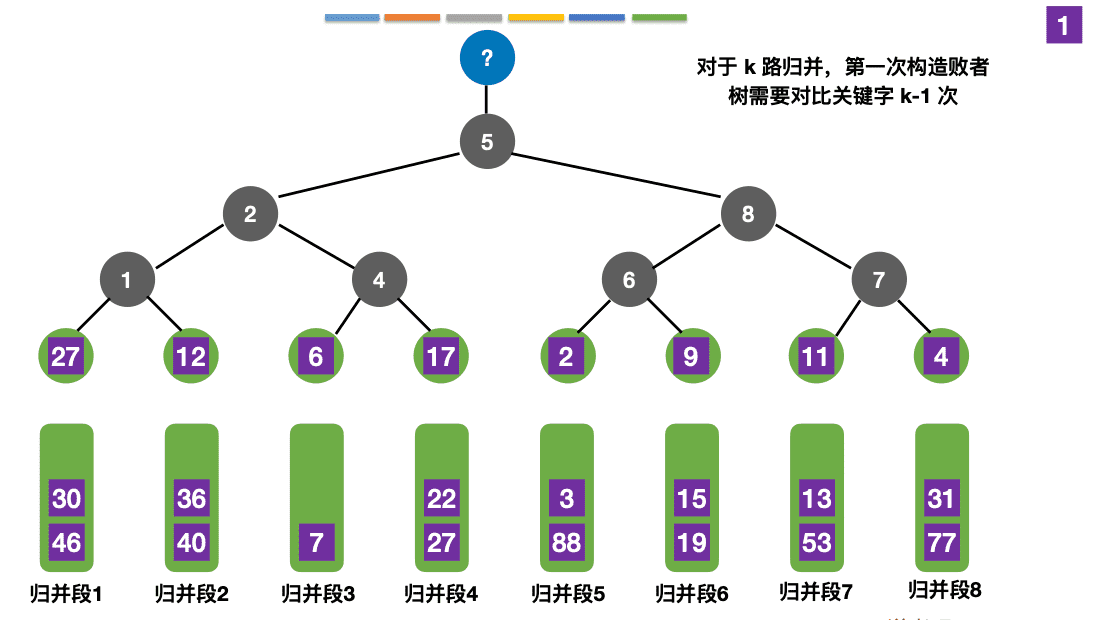 1
?
对于 k 路归并，第一次构造败者
树需要对比关键字 k-1 次
5
2 8
1 4 6 7
27 12 6 17 2 9 11 4
30 36 22 3 15 13 31
46 40 7 27 88 19 53 77
归并段1 归并段2 归并段3 归并段4 归并段5 归并段6 归并段7 归并段8